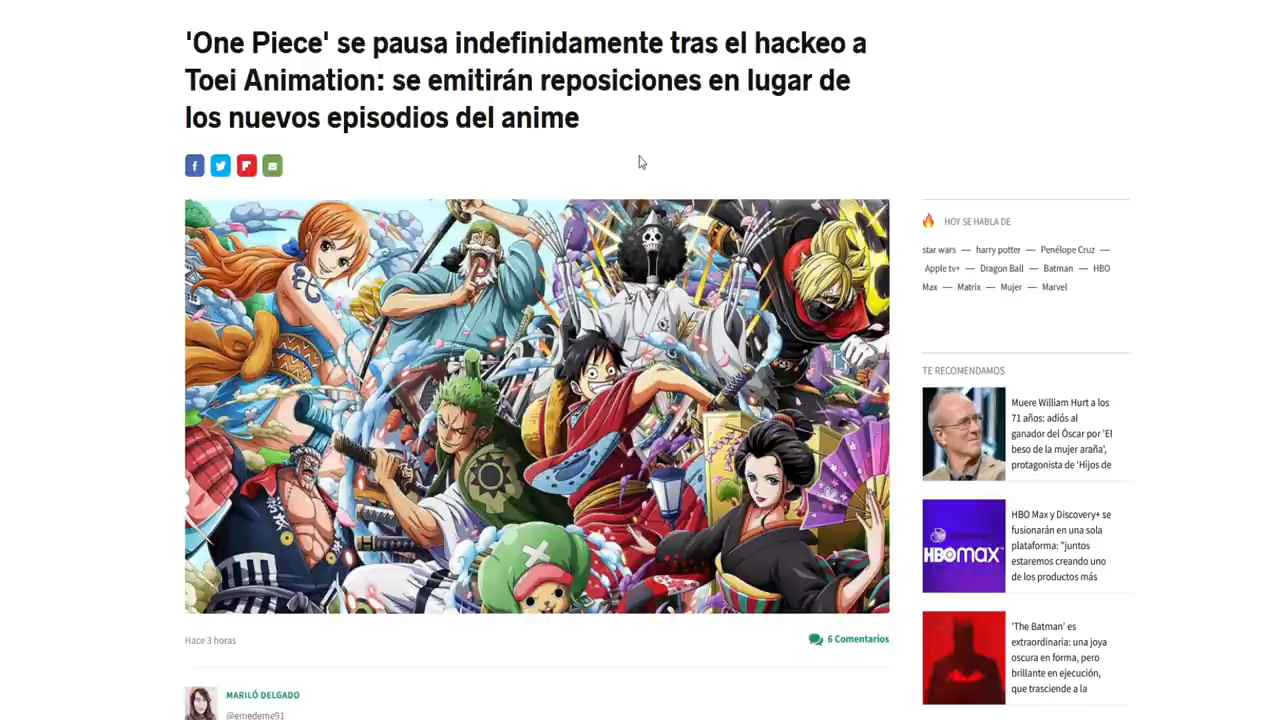 'One Piece' se pausa indefinidamente tras el hackeo a
Toei Animation: se emitirán reposiciones en lugar de
los nuevos episodios del anime
HOY SE HABLA DE
star wars — harry potter — Penélope Cruz —
Apple tv+ — Dragon Ball — Batman — HBO
Max — Matrix — Mujer — Marvel
TE RECOMENDAMOS
Muere William Hurt a los
71 años: adiós al
ganador del Óscar por 'El
beso de la mujer araña',
protagonista de 'Hijos de
HBO Max y Discovery+ se
fusionarán en una sola
plataforma: "juntos
estaremos creando uno
de los productos más
HBOMAX
'The Batman' es
extraordinaria: una joya
oscura en forma, pero
brillante en ejecución,
que trasciende a la
Hace 3 horas
6 Comentarios
MARILÓ DELGADO
@emedeme91